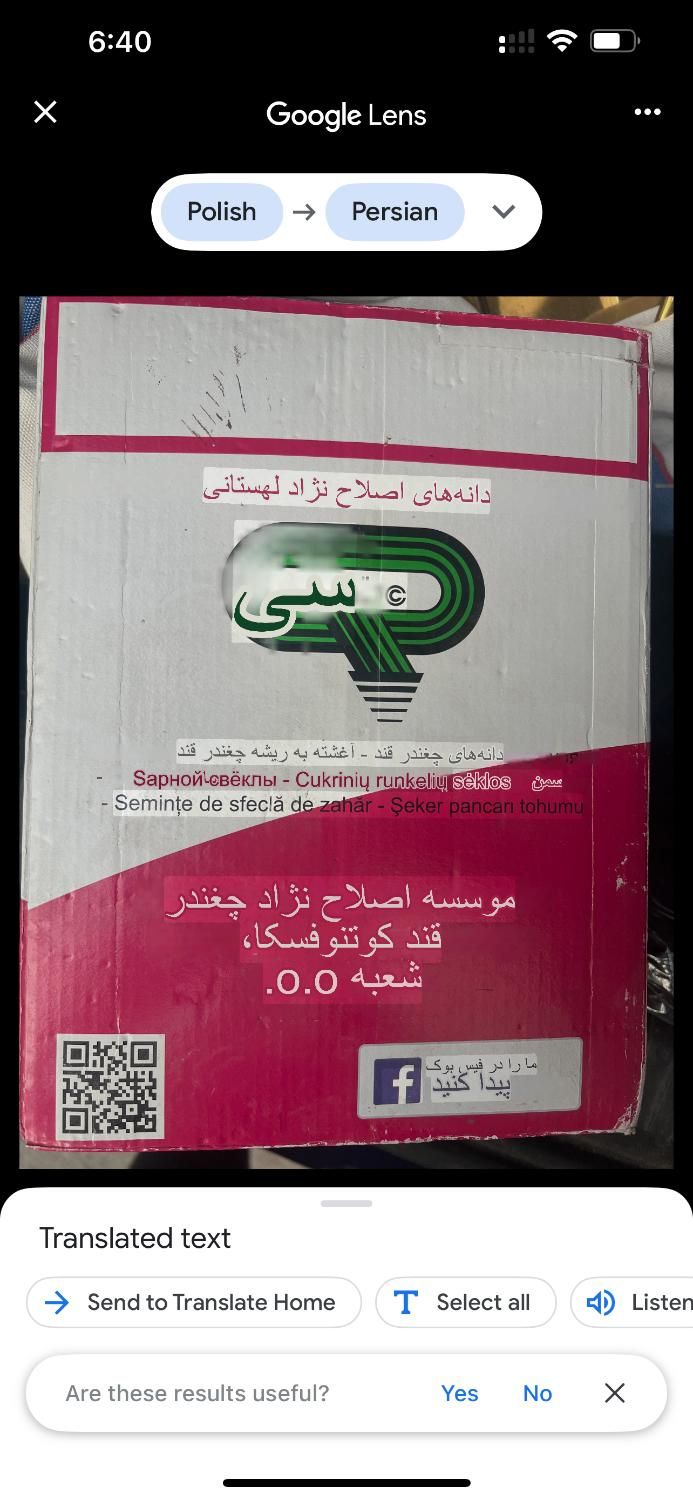 6:40
Google Lens
Polish → Persian
دانه‌های اصلاح نژاد لهستانی
سی
دانه‌های چغندر قند - آغشته به ریشه چغندر قند
- Sарной свёклы - Cukrinių runkelių sėklos سمن
- Semințe de sfeclă de zahăr - Şeker pancarı tohumu
موسسه اصلاح نژاد چغندر
قند کوتنوفسکا،
شعبه o.o.
f ما را در فیس بوک
پیدا کنید
Translated text
Send to Translate Home
Select all
Listen
Are these results useful?
Yes
No